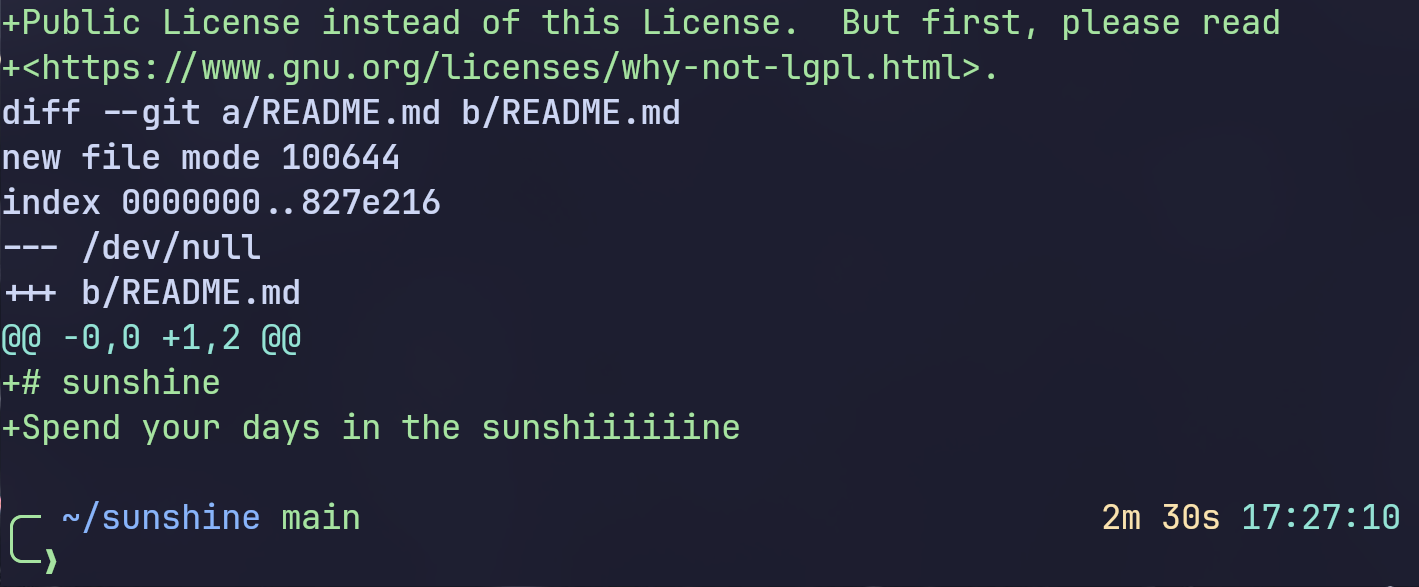 +Public License instead of this License.  But first, please read
+<https://www.gnu.org/licenses/why-not-lgpl.html>.
diff --git a/README.md b/README.md
new file mode 100644
index 0000000..827e216
--- /dev/null
+++ b/README.md
@@ -0,0 +1,2 @@
+# sunshine
+Spend your days in the sunshiiiiiine
~/sunshine main 2m 30s 17:27:10
❯